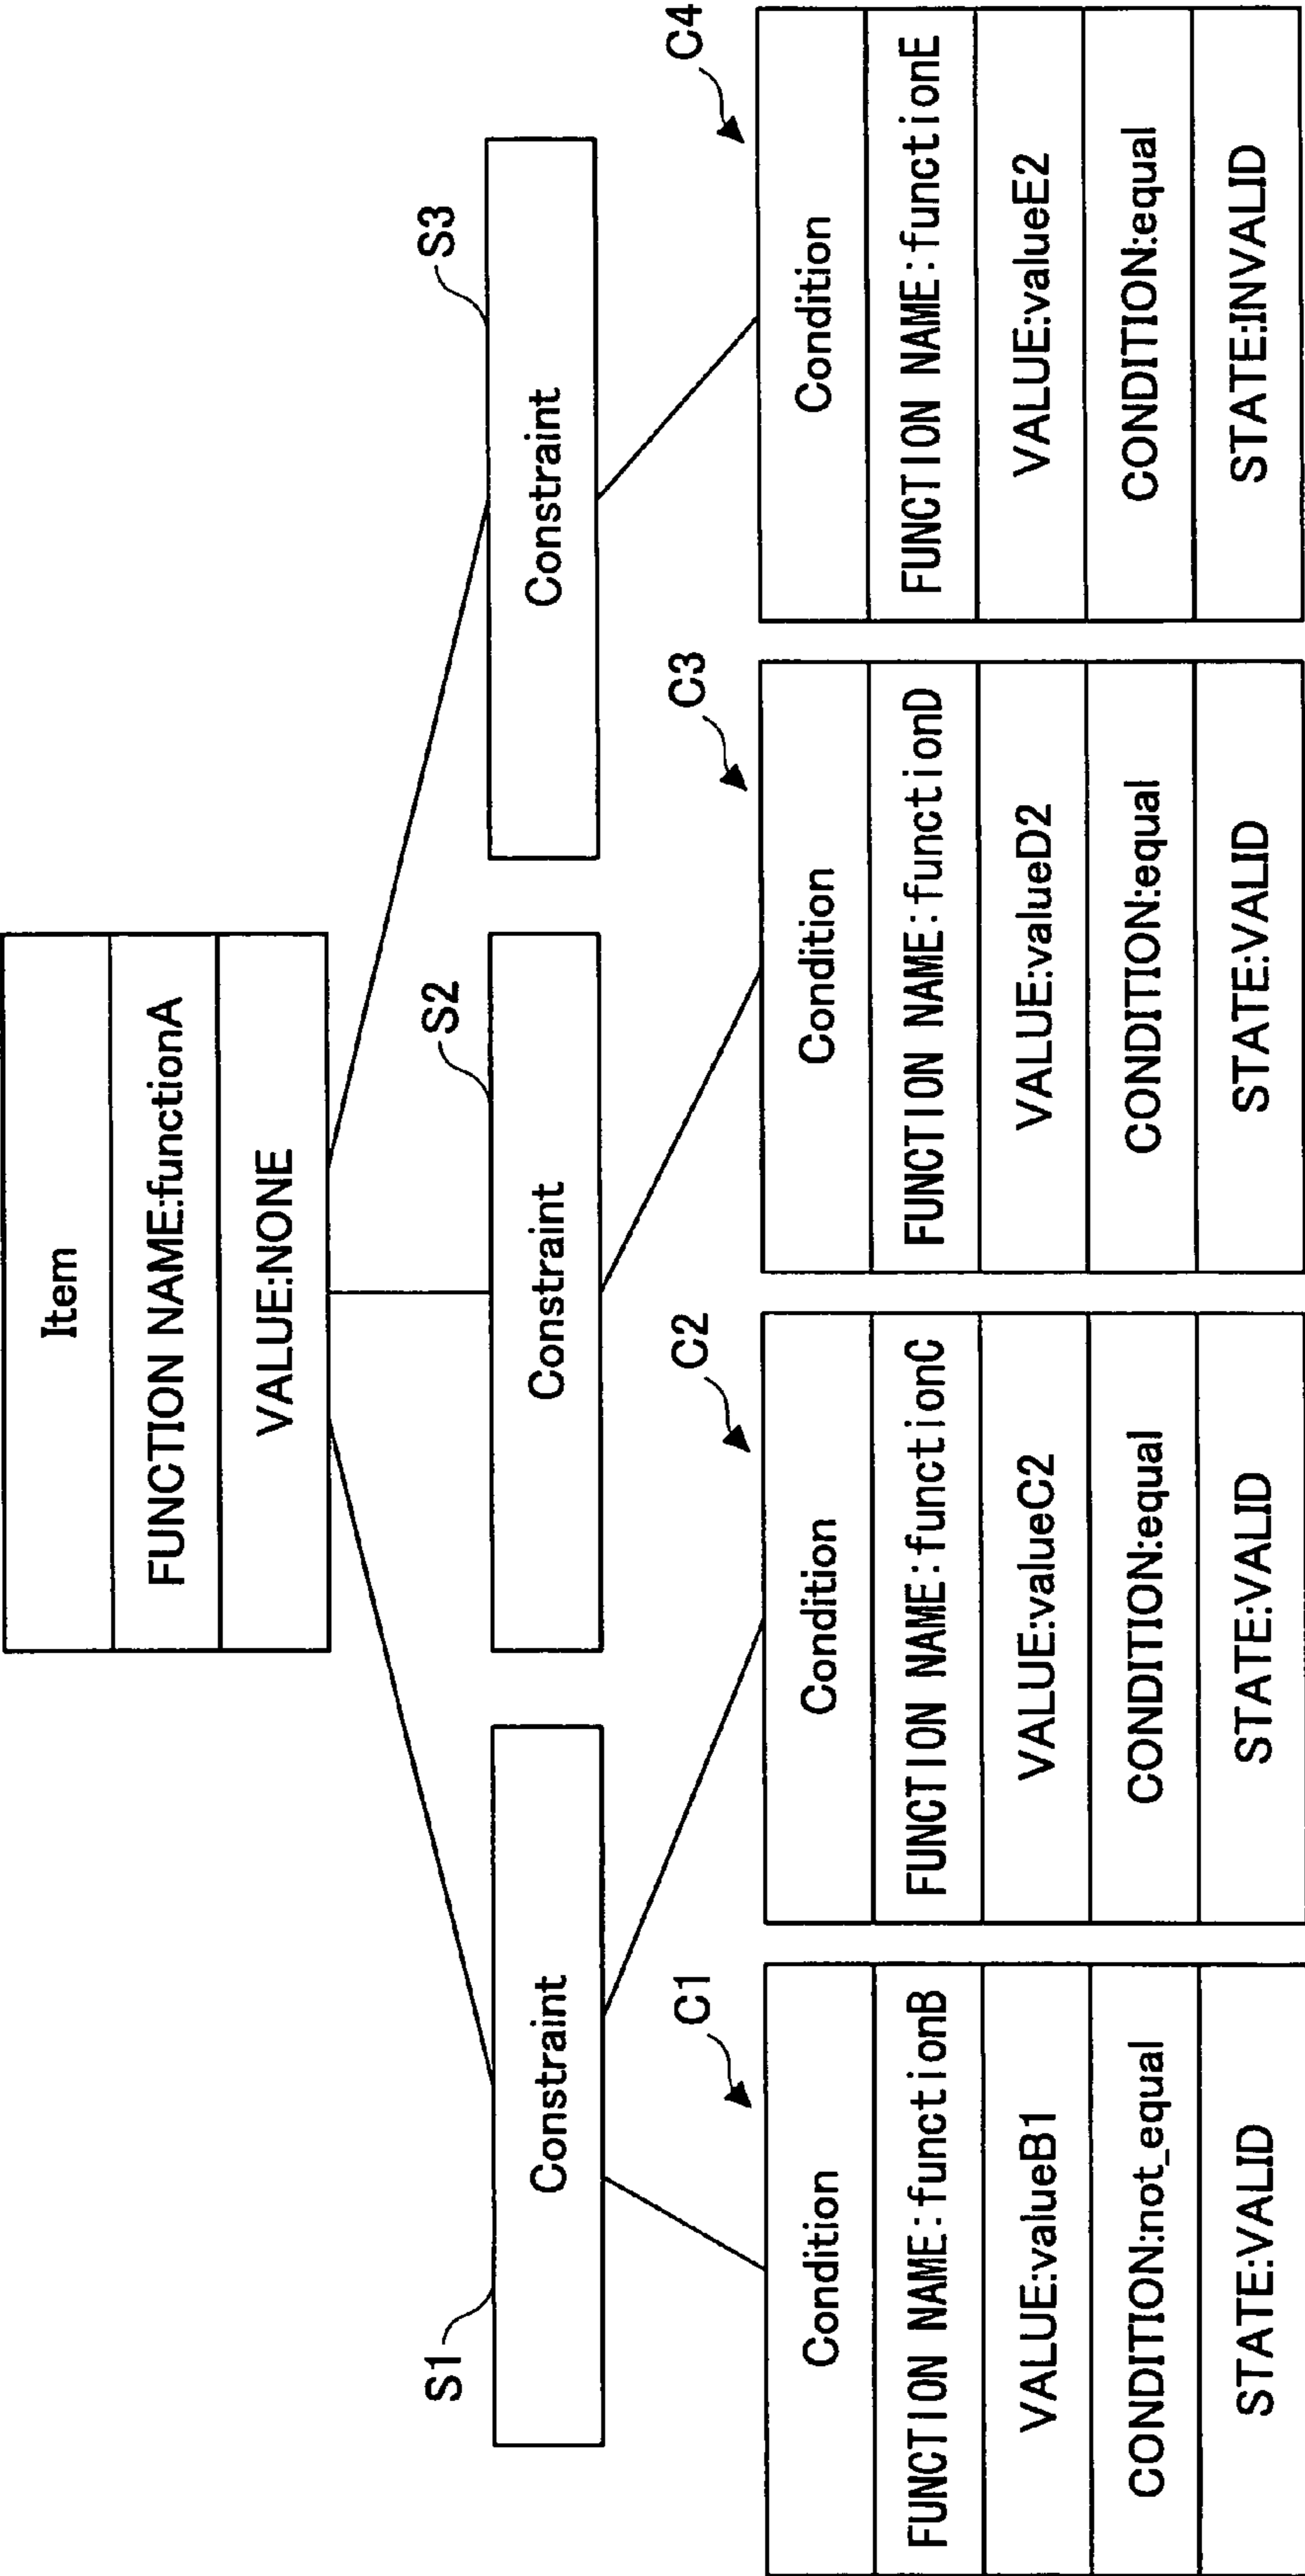 Item
FUNCTION NAME:functionA
VALUE:NONE
S1
Constraint
S2
Constraint
S3
Constraint
C1
Condition
FUNCTION NAME:functionB
VALUE:valueB1
CONDITION:not_equal
STATE:VALID
C2
Condition
FUNCTION NAME:functionC
VALUE:valueC2
CONDITION:equal
STATE:VALID
C3
Condition
FUNCTION NAME:functionD
VALUE:valueD2
CONDITION:equal
STATE:VALID
C4
Condition
FUNCTION NAME:functionE
VALUE:valueE2
CONDITION:equal
STATE:INVALID